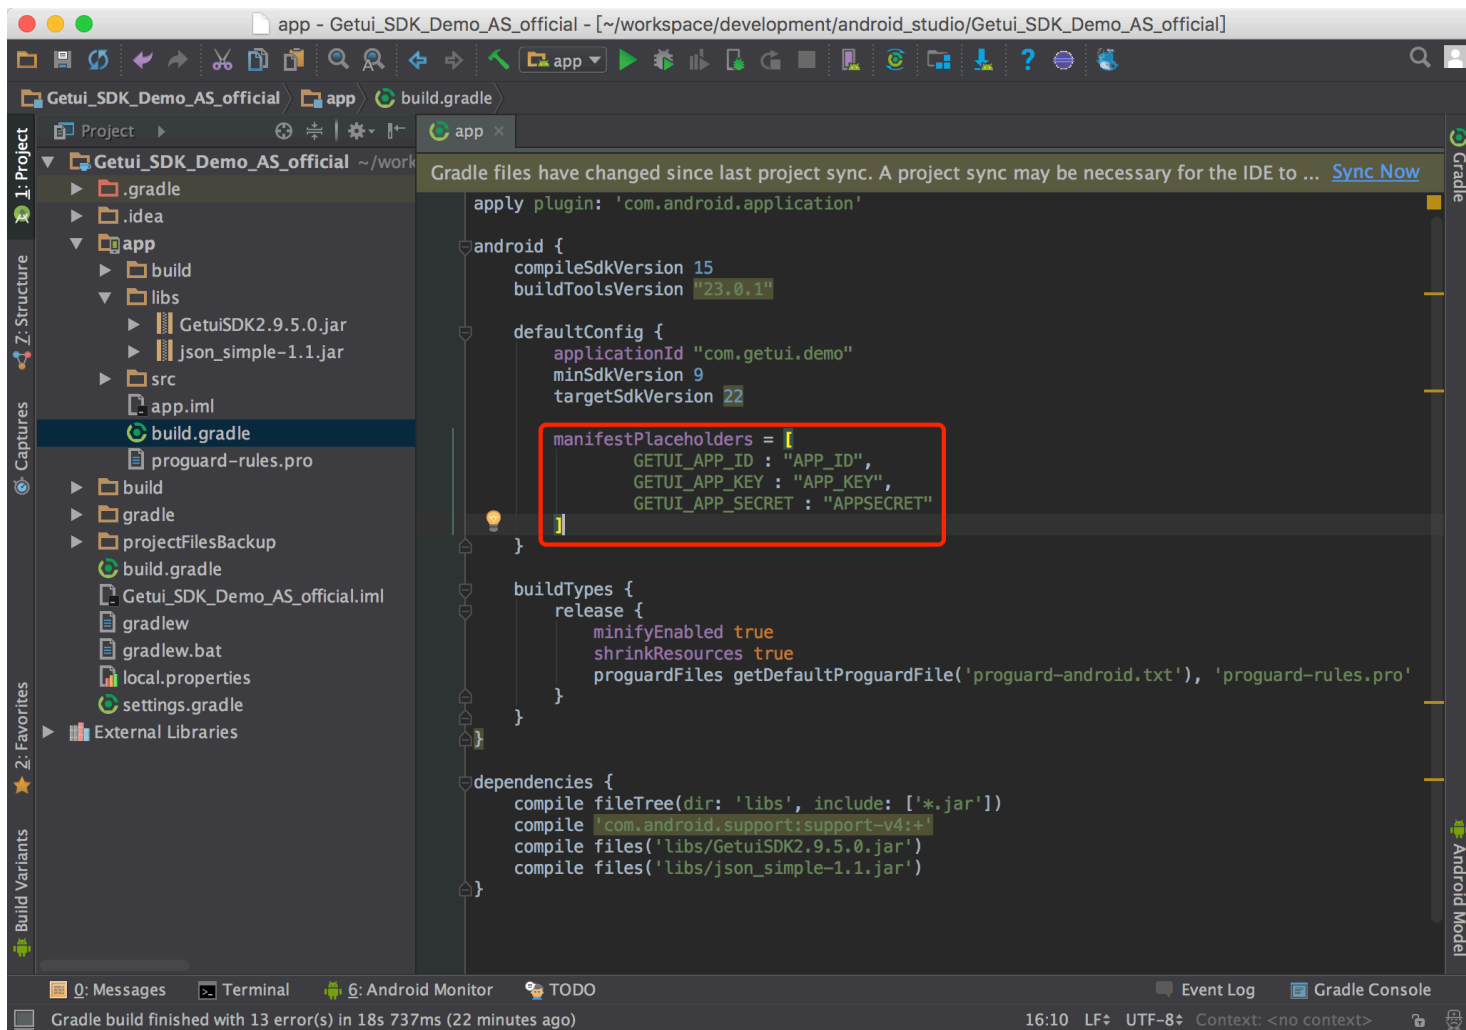 app - Getui_SDK_Demo_AS_official - [~/workspace/development/android_studio/Getui_SDK_Demo_AS_official]
app
Getui_SDK_Demo_AS_official app build.gradle
1: Project
Z: Structure
Captures
2: Favorites
Build Variants
Project
Getui_SDK_Demo_AS_official ~/work
.gradle
.idea
app
build
libs
GetuiSDK2.9.5.0.jar
json_simple-1.1.jar
src
app.iml
build.gradle
proguard-rules.pro
build
gradle
projectFilesBackup
build.gradle
Getui_SDK_Demo_AS_official.iml
gradlew
gradlew.bat
local.properties
settings.gradle
External Libraries
app
Gradle files have changed since last project sync. A project sync may be necessary for the IDE to ... Sync Now
apply plugin: 'com.android.application'
android {
compileSdkVersion 15
buildToolsVersion "23.0.1"
defaultConfig {
applicationId "com.getui.demo"
minSdkVersion 9
targetSdkVersion 22
manifestPlaceholders = [
GETUI_APP_ID : "APP_ID",
GETUI_APP_KEY : "APP_KEY",
GETUI_APP_SECRET : "APPSECRET"
]
}
buildTypes {
release {
minifyEnabled true
shrinkResources true
proguardFiles getDefaultProguardFile('proguard-android.txt'), 'proguard-rules.pro'
}
}
}
dependencies {
compile fileTree(dir: 'libs', include: ['*.jar'])
compile 'com.android.support:support-v4:+'
compile files('libs/GetuiSDK2.9.5.0.jar')
compile files('libs/json_simple-1.1.jar')
}
Gradle
Android Model
0: Messages Terminal 6: Android Monitor TODO Event Log Gradle Console
Gradle build finished with 13 error(s) in 18s 737ms (22 minutes ago) 16:10 LF UTF-8 Context: <no context>